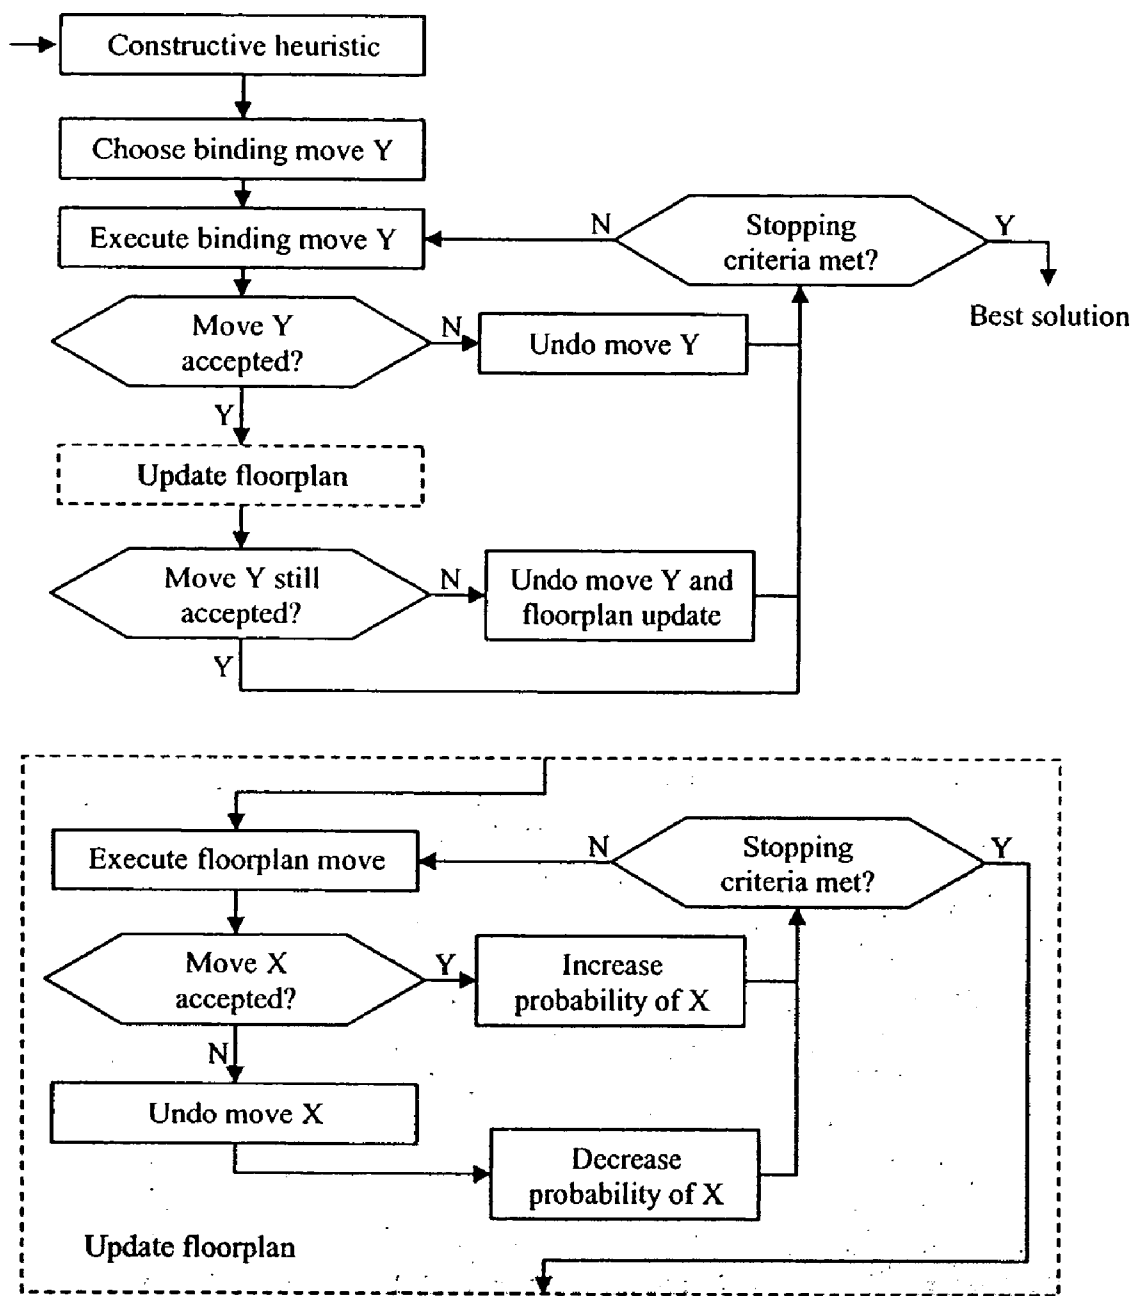 Constructive heuristic
Choose binding move Y
Execute binding move Y
N
Stopping
criteria met?
Y
Best solution
Move Y
accepted?
N
Undo move Y
Y
Update floorplan
Move Y still
accepted?
N
Undo move Y and
floorplan update
Y
Execute floorplan move
N
Stopping
criteria met?
Y
Move X
accepted?
Y
Increase
probability of X
N
Undo move X
Decrease
probability of X
Update floorplan